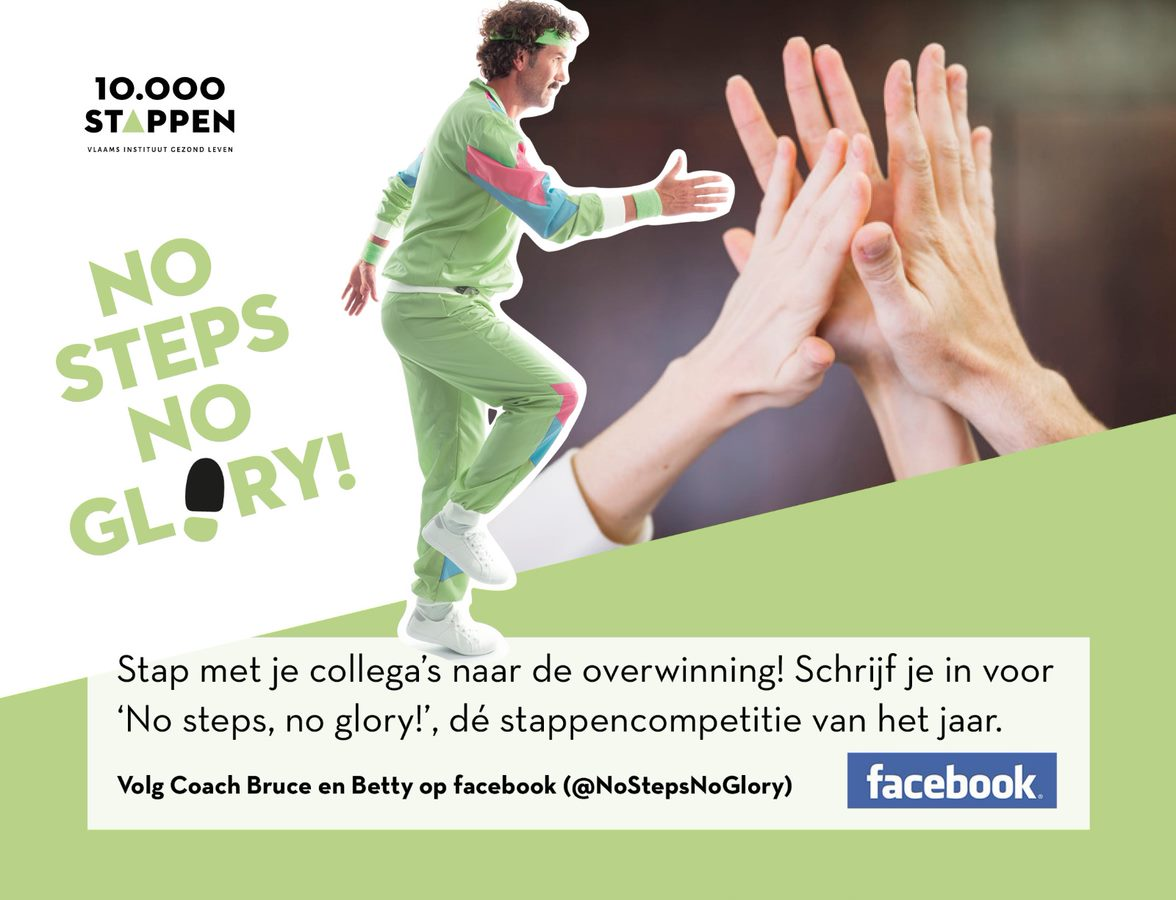 10.000
STAPPEN
VLAAMS INSTITUUT GEZOND LEVEN
NO
STEPS
NO
GLORY!
Stap met je collega’s naar de overwinning! Schrijf je in voor
‘No steps, no glory!’, dé stappencompetitie van het jaar.
Volg Coach Bruce en Betty op facebook (@NoStepsNoGlory)
facebook®